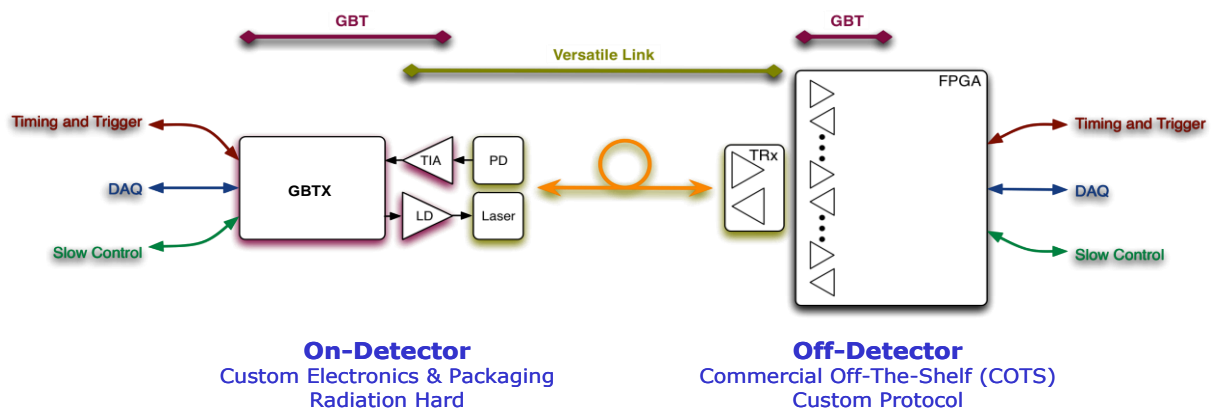 GBT
GBT
Versatile Link
FPGA
Timing and Trigger
DAQ
Slow Control
GBTX
TIA
PD
LD
Laser
TRx
Timing and Trigger
DAQ
Slow Control
On-Detector
Custom Electronics & Packaging
Radiation Hard
Off-Detector
Commercial Off-The-Shelf (COTS)
Custom Protocol